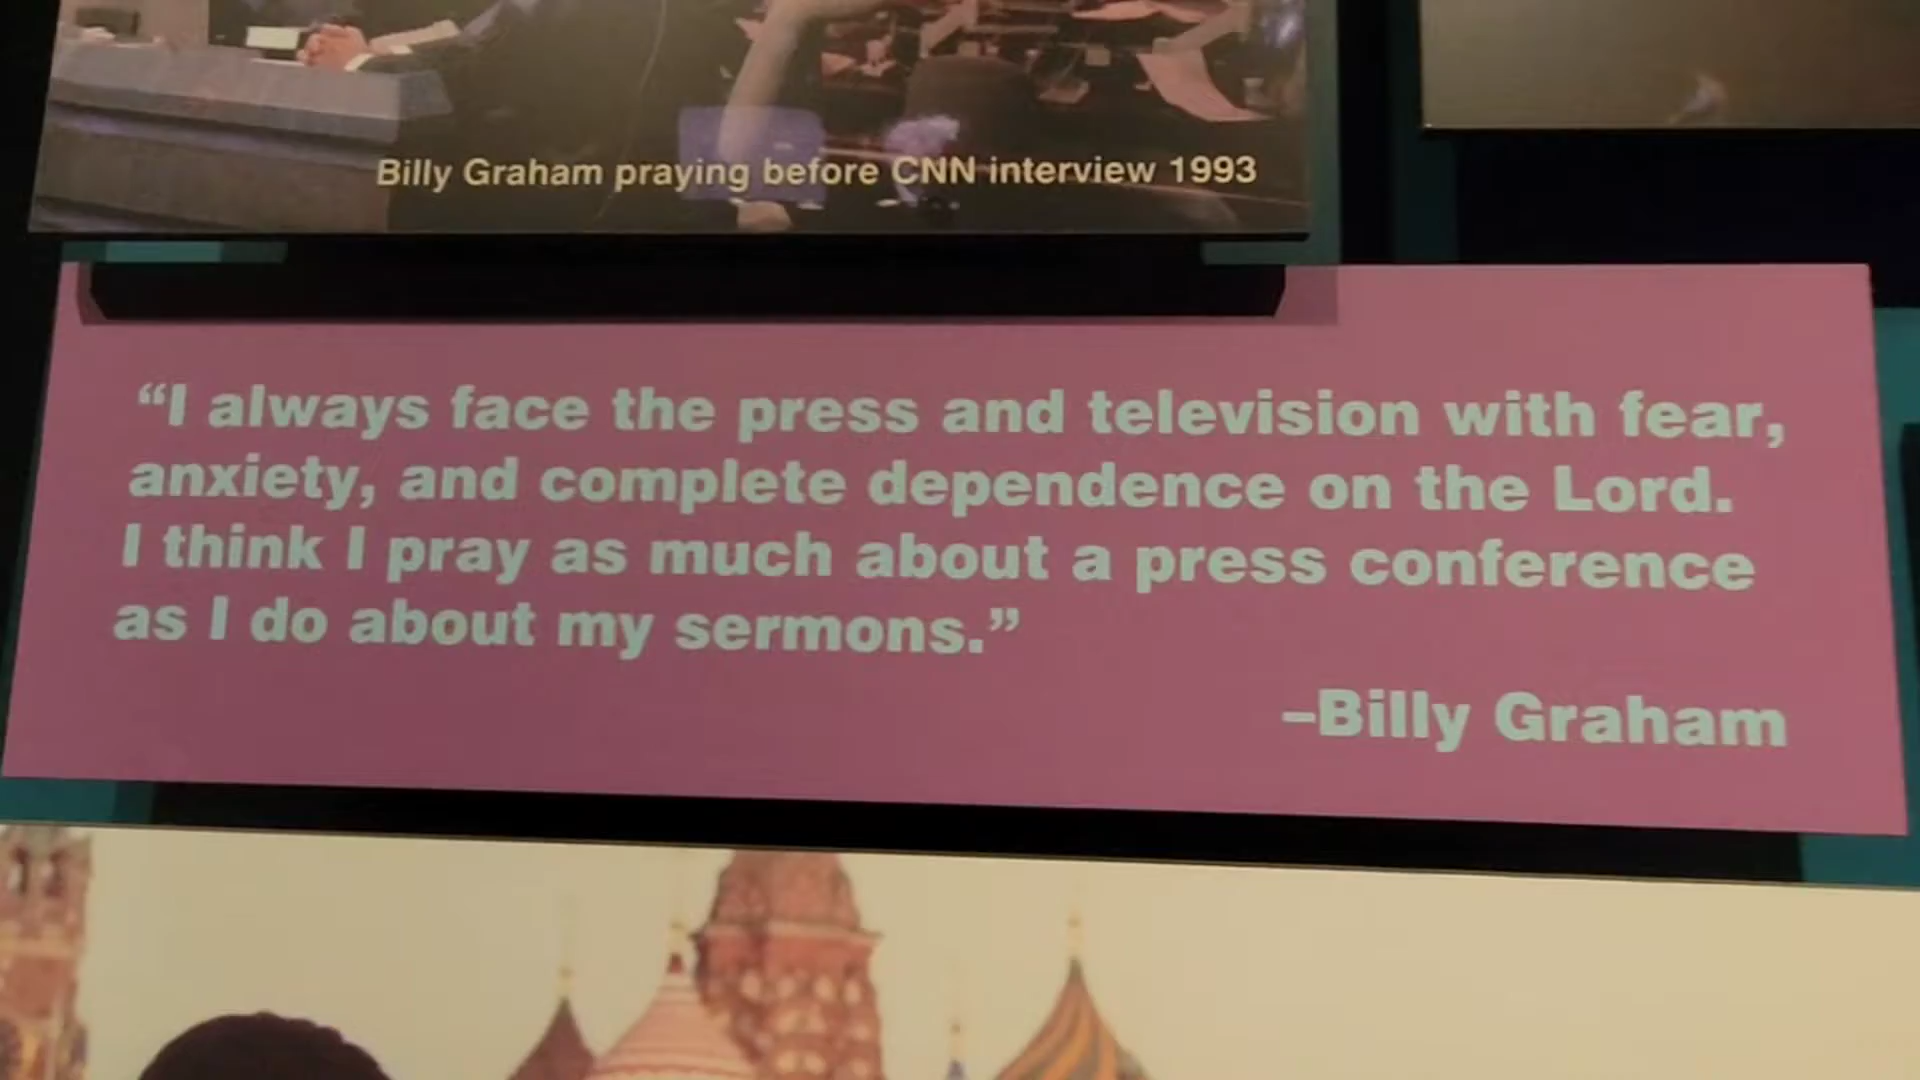 Billy Graham praying before CNN interview 1993
“I always face the press and television with fear,
anxiety, and complete dependence on the Lord.
I think I pray as much about a press conference
as I do about my sermons.”
–Billy Graham